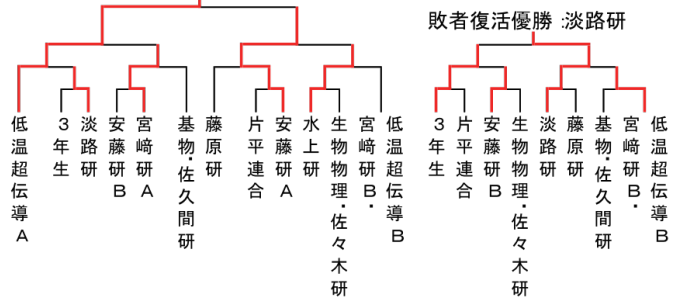 敗者復活優勝:淡路研
低温超伝導A
3年生
淡路研
安藤研B
宮﨑研A
基物・佐久間研
藤原研
片平連合
安藤研A
水上研
生物物理・佐々木研
宮﨑研B・
低温超伝導B
3年生
片平連合
安藤研B
生物物理・佐々木研
淡路研
藤原研
基物・佐久間研
宮﨑研B・
低温超伝導B